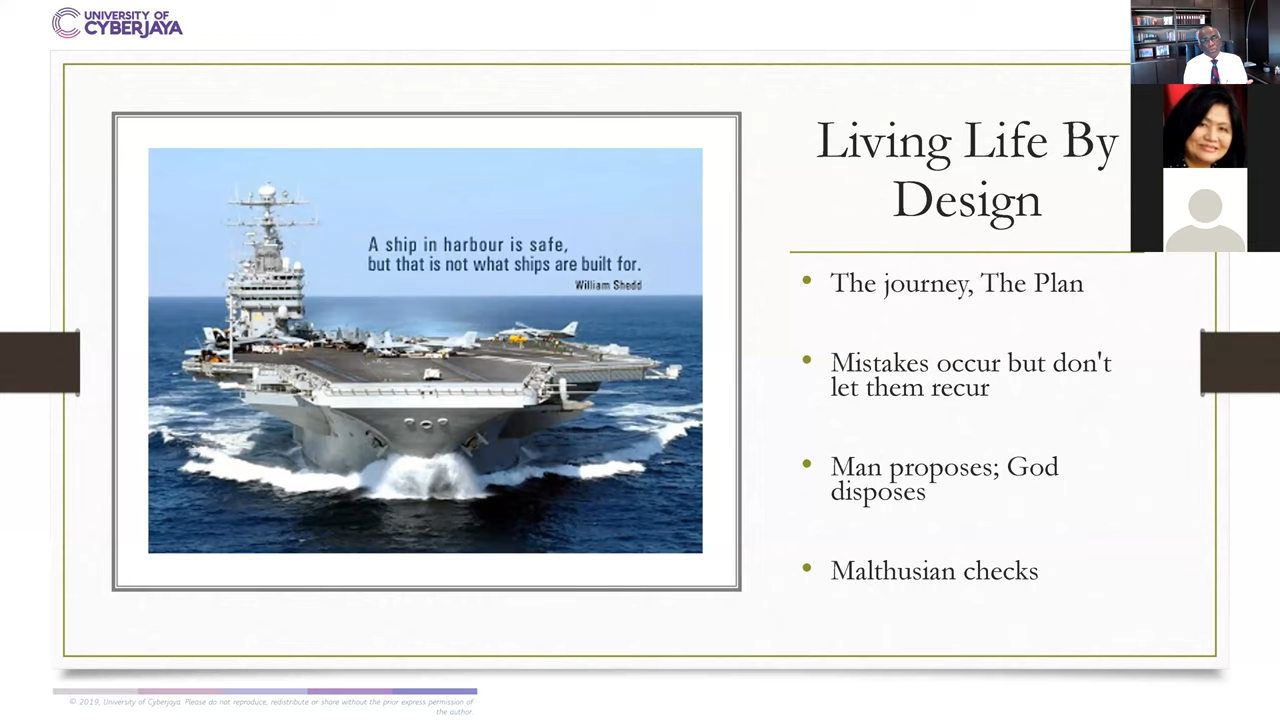 UNIVERSITY OF
CYBERJAYA
A ship in harbour is safe,
but that is not what ships are built for.
William Shedd
Living Life By
Design
• The journey, The Plan
• Mistakes occur but don't
let them recur
• Man proposes; God
disposes
• Malthusian checks
© 2019, University of Cyberjaya. Please do not reproduce, redistribute or share without the prior express permission of
the author.